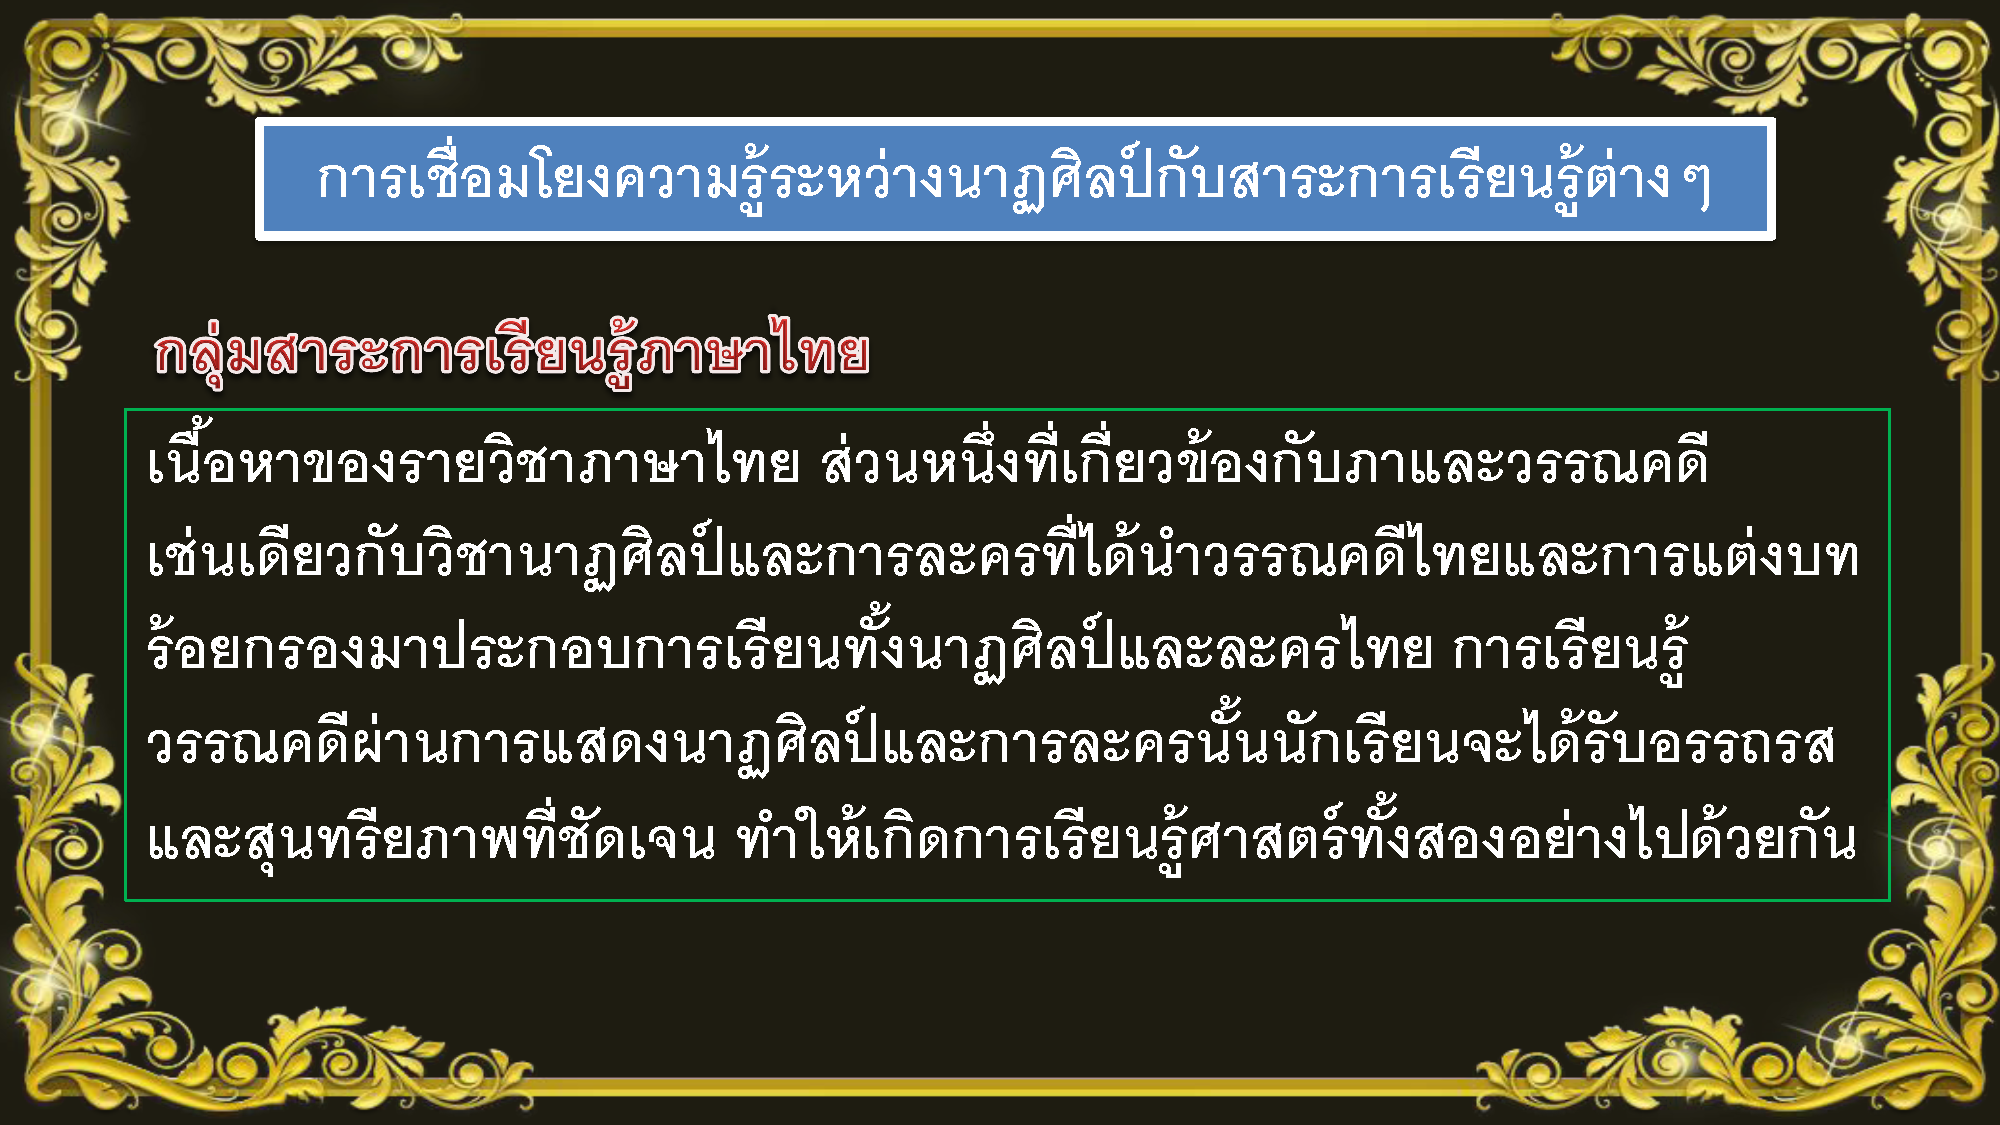 การเชื่อมโยงความรู้ระหว่างนาฏศิลป์กับสาระการเรียนรู้ต่าง ๆ
กลุ่มสาระการเรียนรู้ภาษาไทย
เนื้อหาของรายวิชาภาษาไทย ส่วนหนึ่งที่เกี่ยวข้องกับภาและวรรณคดี
เช่นเดียวกับวิชานาฏศิลป์และการละครที่ได้นำวรรณคดีไทยและการแต่งบท
ร้อยกรองมาประกอบการเรียนทั้งนาฏศิลป์และละครไทย การเรียนรู้
วรรณคดีผ่านการแสดงนาฏศิลป์และการละครนั้นนักเรียนจะได้รับอรรถรส
และสุนทรียภาพที่ชัดเจน ทำให้เกิดการเรียนรู้ศาสตร์ทั้งสองอย่างไปด้วยกัน